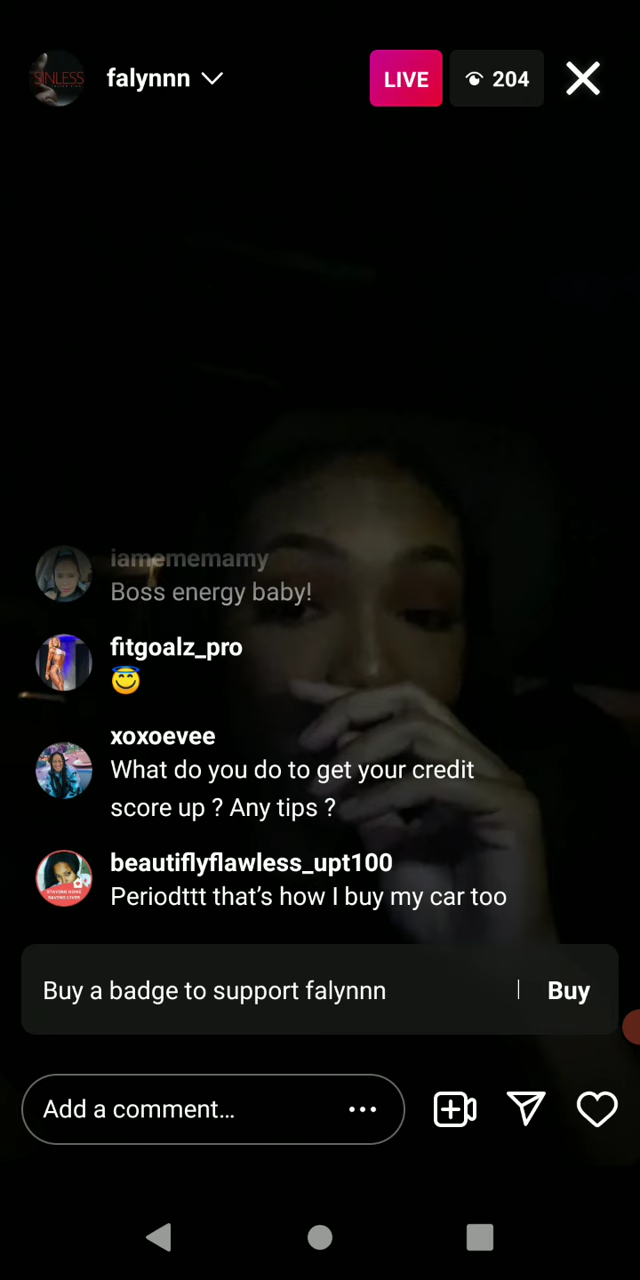 SINLESS
falynnn
LIVE
204
iamememamy
Boss energy baby!
fitgoalz_pro
xoxoevee
What do you do to get your credit
score up ? Any tips ?
beautiflyflawless_upt100
Periodttt that’s how I buy my car too
Buy a badge to support falynnn | Buy
Add a comment…